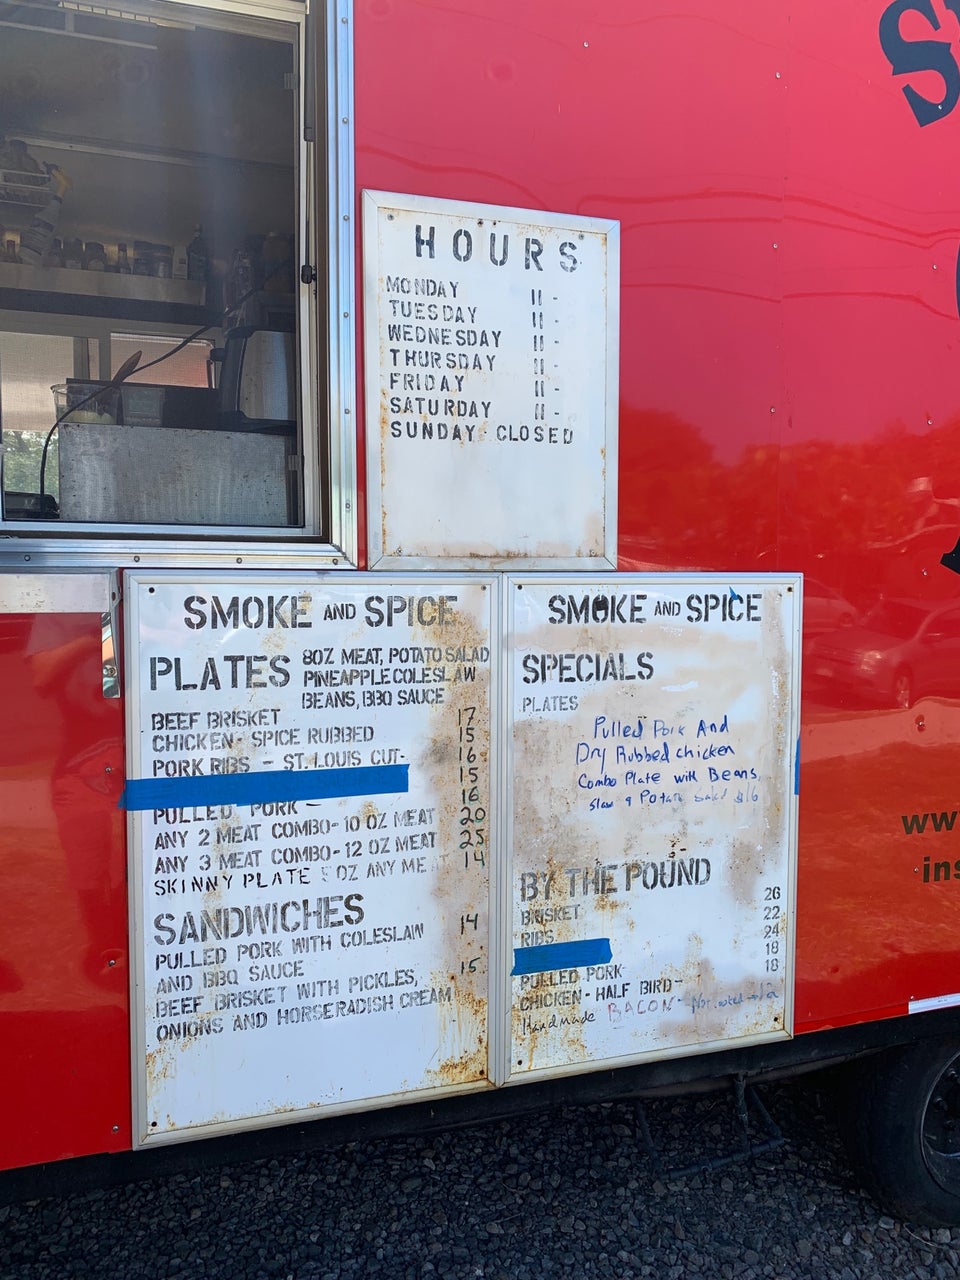 HOURS
MONDAY 11 -
TUESDAY 11 -
WEDNESDAY 11 -
THURSDAY 11 -
FRIDAY 11 -
SATURDAY 11 -
SUNDAY - CLOSED
SMOKE AND SPICE
PLATES
8OZ MEAT, POTATO SALAD
PINEAPPLE COLESLAW
BEANS, BBQ SAUCE
BEEF BRISKET 17
CHICKEN - SPICE RUBBED 15
PORK RIBS - ST. LOUIS CUT- 16
15
PULLED PORK - 16
ANY 2 MEAT COMBO-10 OZ MEAT 20
ANY 3 MEAT COMBO-12 OZ MEAT 25
SKINNY PLATE OZ ANY ME 14
SANDWICHES
PULLED PORK WITH COLESLAW 14
AND BBQ SAUCE
BEEF BRISKET WITH PICKLES, 15
ONIONS AND HORSERADISH CREAM
SMOKE AND SPICE
SPECIALS
PLATES
Pulled Pork And
Dry Rubbed chicken
Combo Plate with Beans,
slaw & Potato Salad $16
BY THE POUND
BRISKET 26
RIBS 22
24
PULLED PORK 18
CHICKEN - HALF BIRD - 18
Handmade BACON - Not cooked
ww
ins